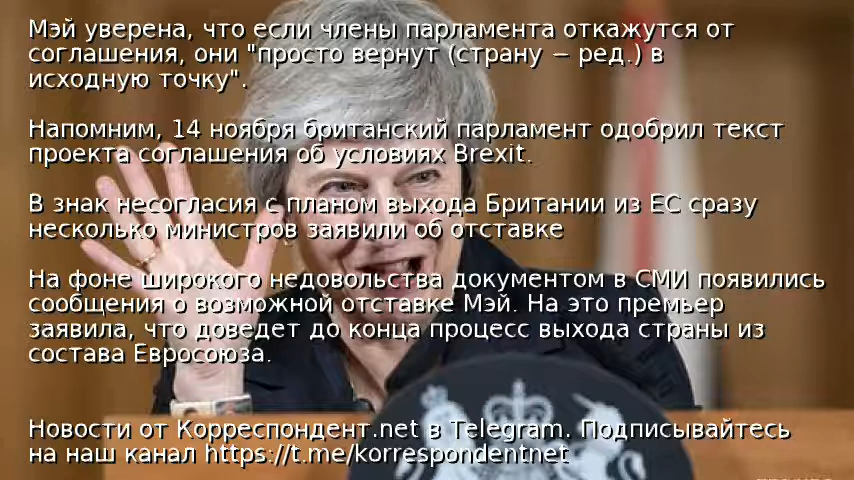 Мэй уверена, что если члены парламента откажутся от
соглашения, они "просто вернут (страну – ред.) в
исходную точку".
Напомним, 14 ноября британский парламент одобрил текст
проекта соглашения об условиях Brexit.
В знак несогласия с планом выхода Британии из ЕС сразу
несколько министров заявили об отставке
На фоне широкого недовольства документом в СМИ появились
сообщения о возможной отставке Мэй. На это премьер
заявила, что доведет до конца процесс выхода страны из
состава Евросоюза.
Новости от Корреспондент.net в Telegram. Подписывайтесь
на наш канал https://t.me/korrespondentnet